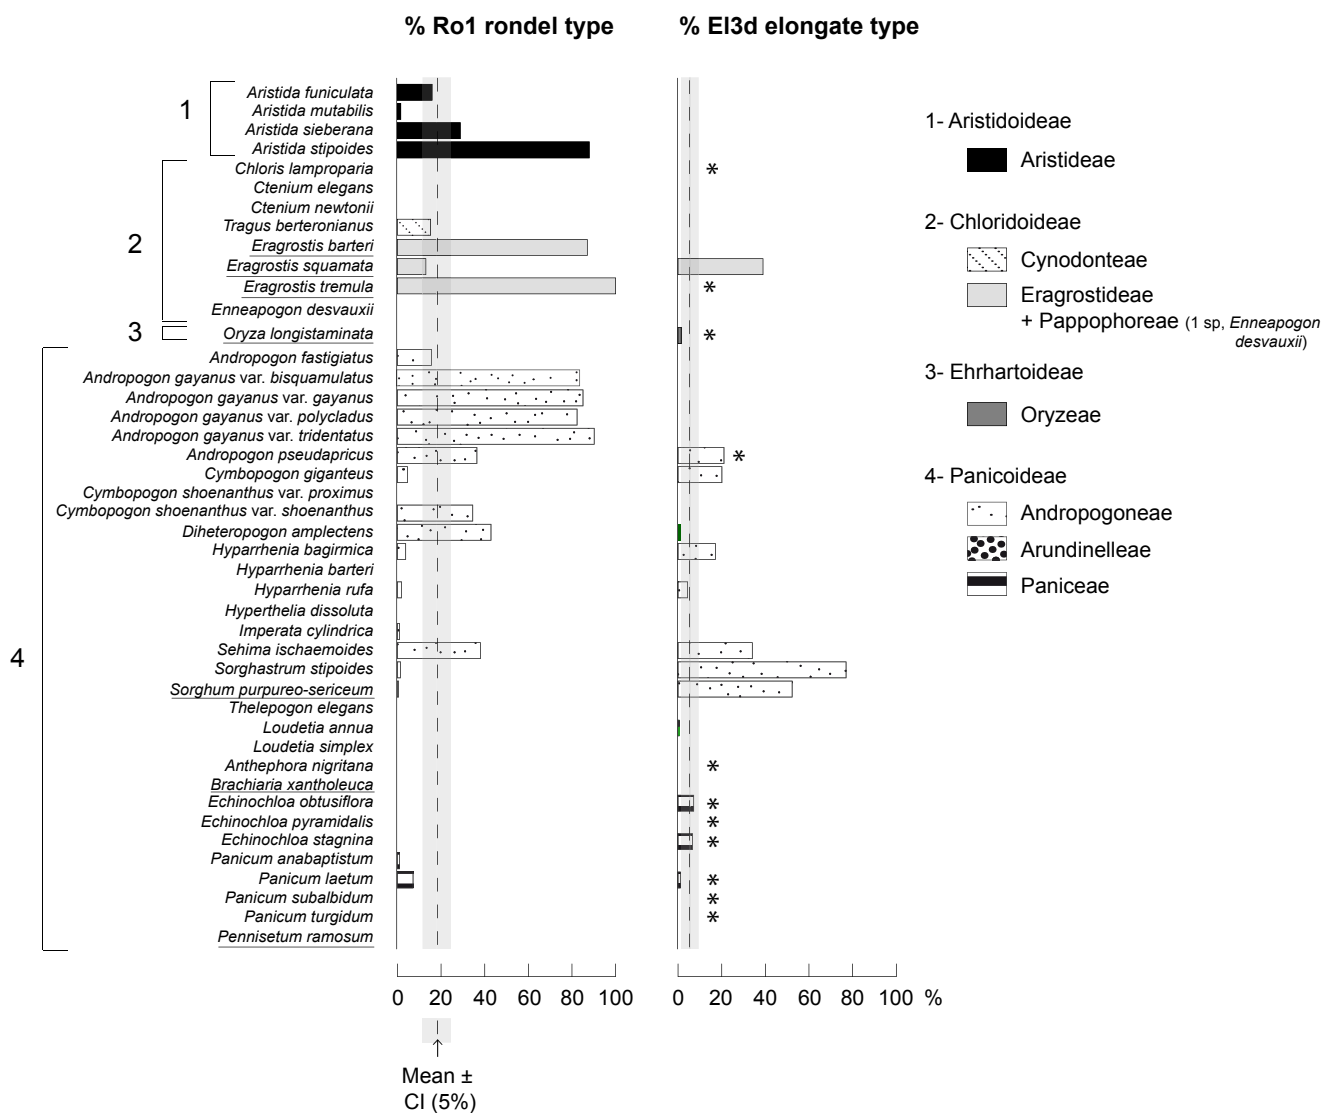 % Ro1 rondel type
% El3d elongate type
1
Aristida funiculata
Aristida mutabilis
Aristida sieberana
Aristida stipoides
2
Chloris lamproparia *
Ctenium elegans
Ctenium newtonii
Tragus berteronianus
Eragrostis barteri
Eragrostis squamata
Eragrostis tremula *
Enneapogon desvauxii
3
Oryza longistaminata *
4
Andropogon fastigiatus
Andropogon gayanus var. bisquamulatus
Andropogon gayanus var. gayanus
Andropogon gayanus var. polycladus
Andropogon gayanus var. tridentatus
Andropogon pseudapricus *
Cymbopogon giganteus
Cymbopogon shoenanthus var. proximus
Cymbopogon shoenanthus var. shoenanthus
Diheteropogon amplectens
Hyparrhenia bagirmica
Hyparrhenia barteri
Hyparrhenia rufa
Hyperthelia dissoluta
Imperata cylindrica
Sehima ischaemoides
Sorghastrum stipoides
Sorghum purpureo-sericeum
Thelepogon elegans
Loudetia annua
Loudetia simplex
Anthephora nigritana *
Brachiaria xantholeuca
Echinochloa obtusiflora *
Echinochloa pyramidalis *
Echinochloa stagnina *
Panicum anabaptistum
Panicum laetum *
Panicum subalbidum *
Panicum turgidum *
Pennisetum ramosum
0 20 40 60 80 100
0 20 40 60 80 100 %
Mean ±
CI (5%)
1- Aristidoideae
Aristideae
2- Chloridoideae
Cynodonteae
Eragrostideae
+ Pappophoreae (1 sp, Enneapogon
desvauxii)
3- Ehrhartoideae
Oryzeae
4- Panicoideae
Andropogoneae
Arundinelleae
Paniceae